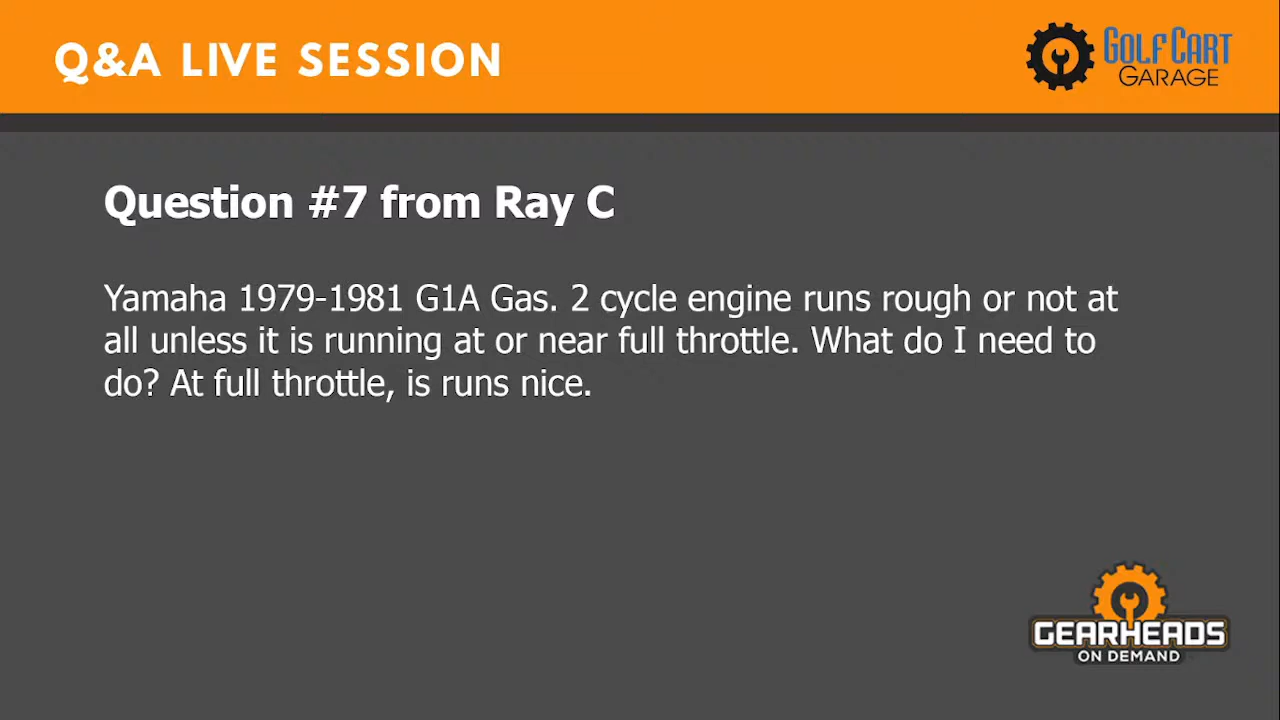 Q&A LIVE SESSION
GOLF CART
GARAGE
Question #7 from Ray C
Yamaha 1979-1981 G1A Gas. 2 cycle engine runs rough or not at
all unless it is running at or near full throttle. What do I need to
do? At full throttle, is runs nice.
GEARHEADS
ON DEMAND